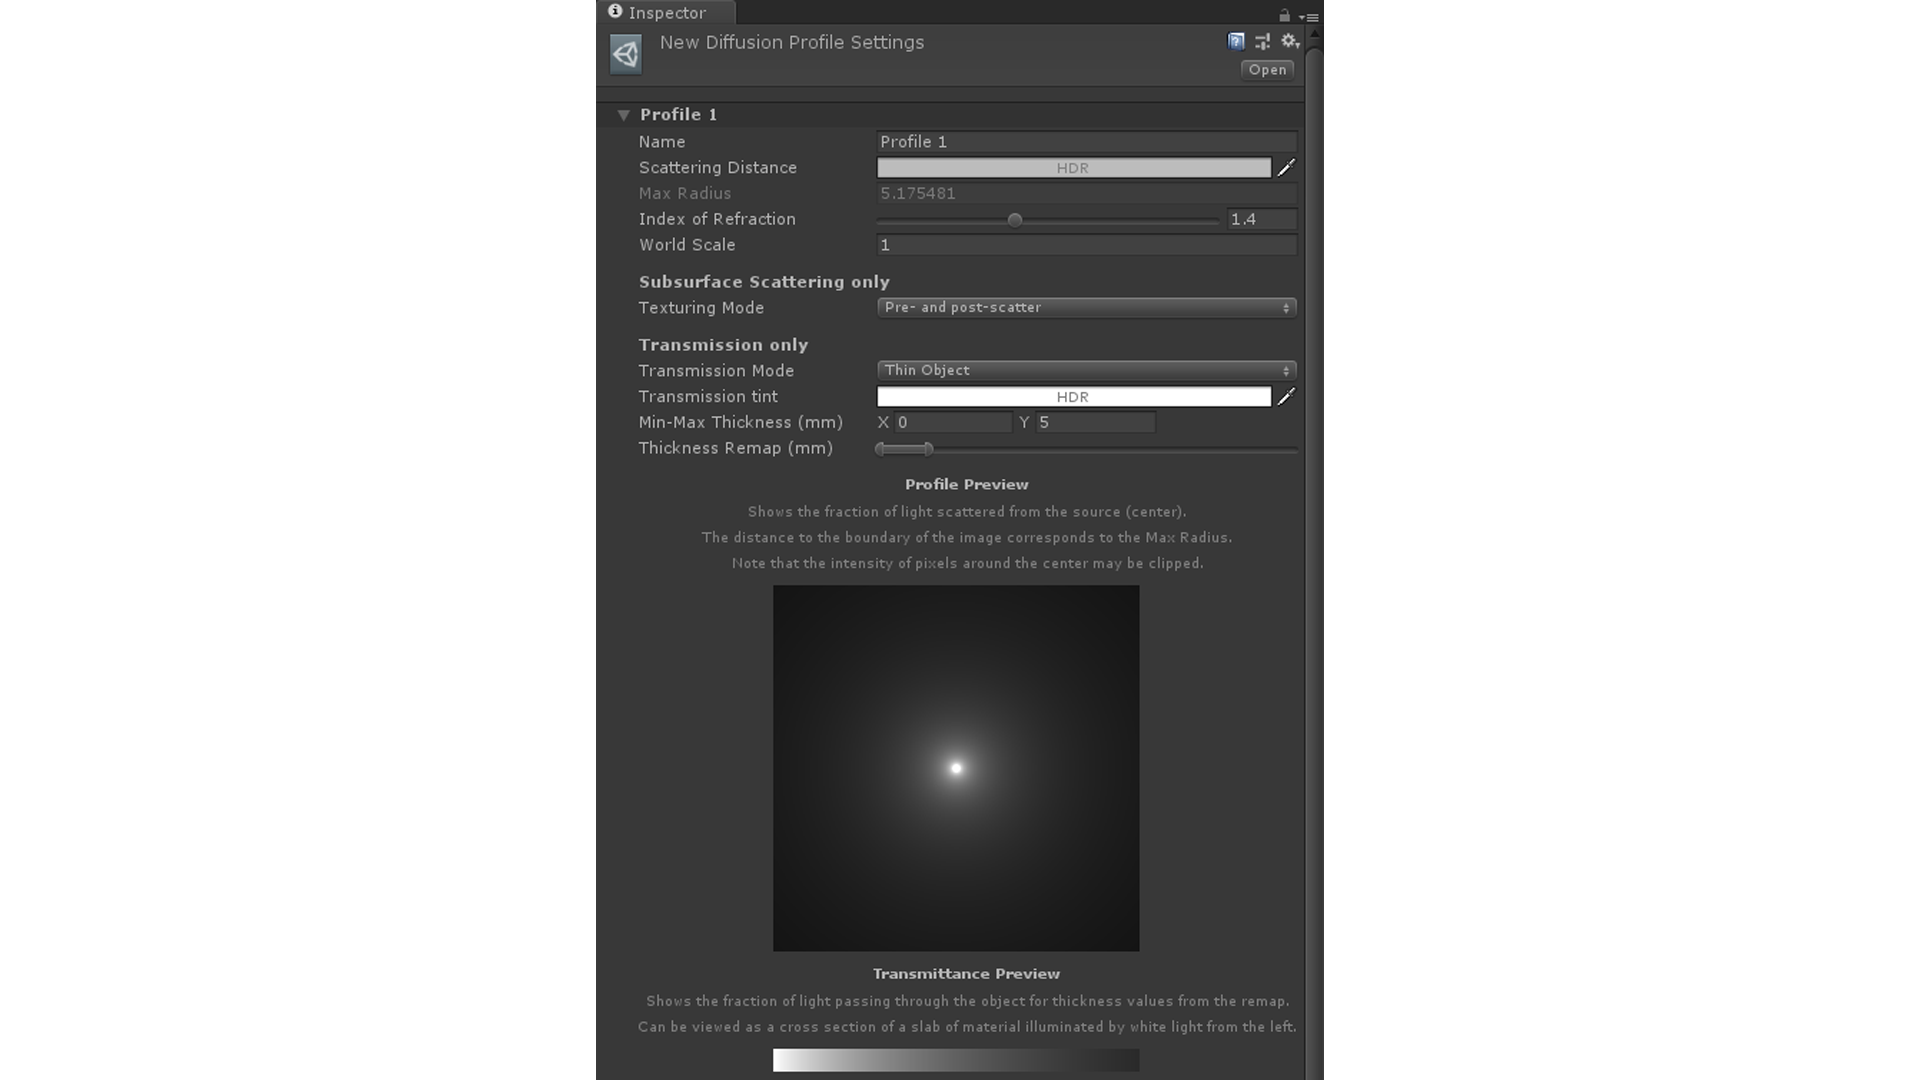 Inspector
New Diffusion Profile Settings
Open
Profile 1
Name Profile 1
Scattering Distance HDR
Max Radius 5.175481
Index of Refraction 1.4
World Scale 1
Subsurface Scattering only
Texturing Mode Pre- and post-scatter
Transmission only
Transmission Mode Thin Object
Transmission tint HDR
Min-Max Thickness (mm) X 0 Y 5
Thickness Remap (mm)
Profile Preview
Shows the fraction of light scattered from the source (center).
The distance to the boundary of the image corresponds to the Max Radius.
Note that the intensity of pixels around the center may be clipped.
Transmittance Preview
Shows the fraction of light passing through the object for thickness values from the remap.
Can be viewed as a cross section of a slab of material illuminated by white light from the left.